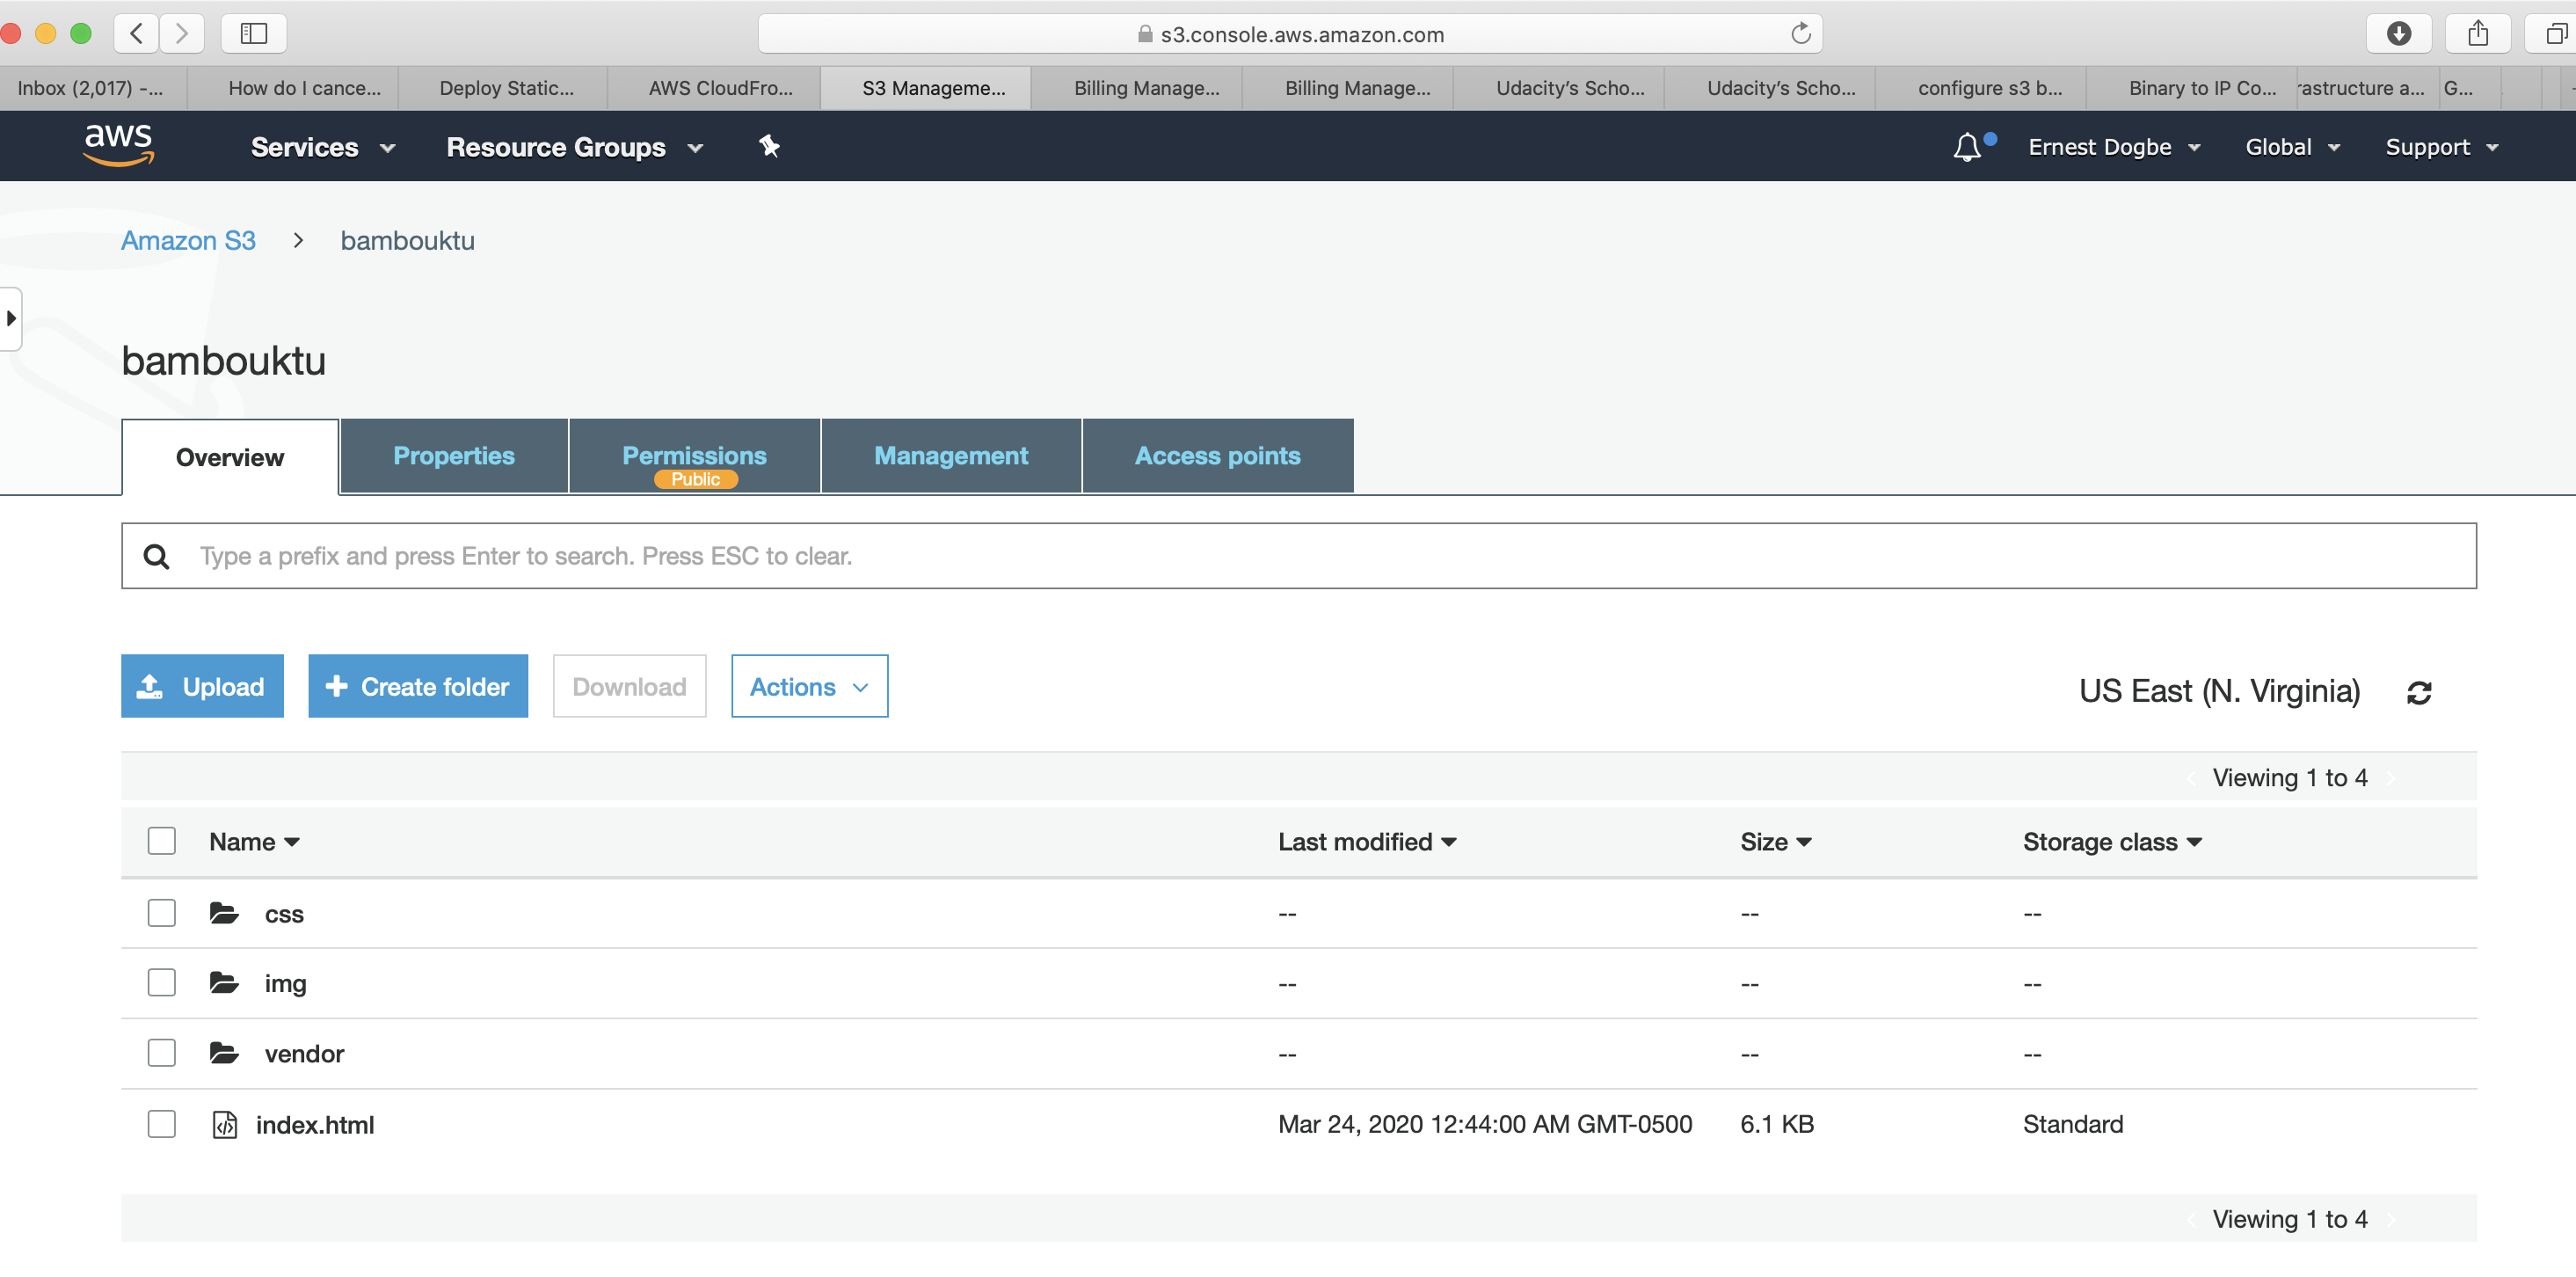 s3.console.aws.amazon.com
Inbox (2,017) -... How do I cance... Deploy Static... AWS CloudFro... S3 Manageme... Billing Manage... Billing Manage... Udacity's Scho... Udacity's Scho... configure s3 b... Binary to IP Co... rastructure a... G...
aws Services Resource Groups Ernest Dogbe Global Support
Amazon S3 > bambouktu
bambouktu
Overview Properties Permissions Management Access points
Public
Type a prefix and press Enter to search. Press ESC to clear.
Upload + Create folder Download Actions US East (N. Virginia)
Viewing 1 to 4
Name Last modified Size Storage class
css -- -- --
img -- -- --
vendor -- -- --
index.html Mar 24, 2020 12:44:00 AM GMT-0500 6.1 KB Standard
Viewing 1 to 4